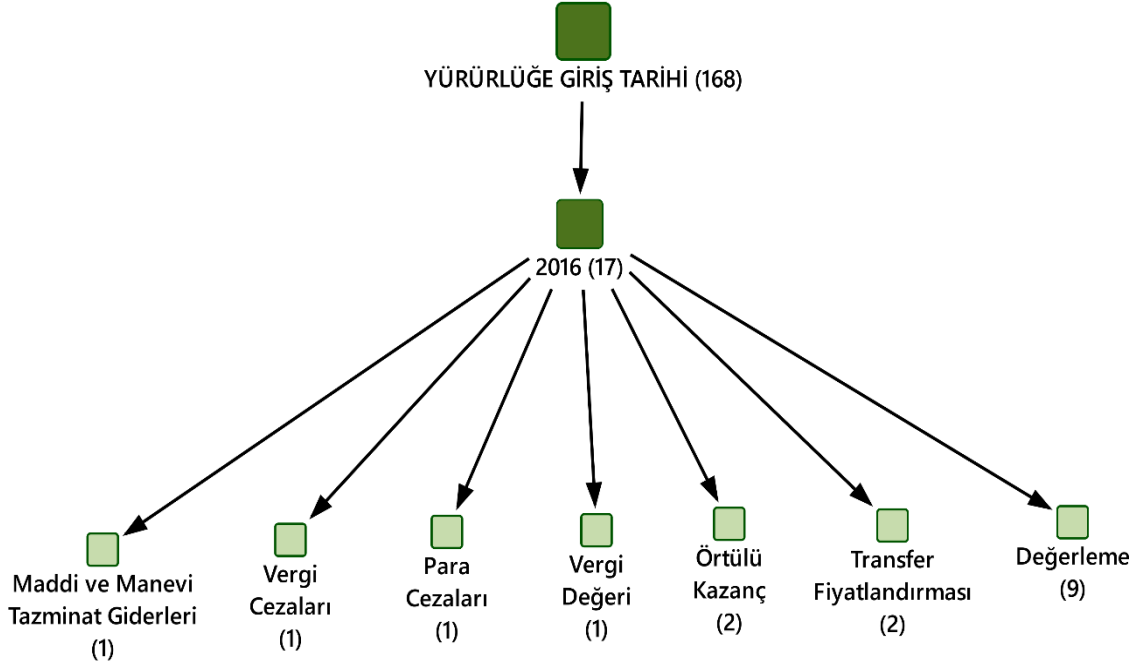 YÜRÜRLÜĞE GİRİŞ TARİHİ (168)
2016 (17)
Maddi ve Manevi
Tazminat Giderleri
(1)
Vergi
Cezaları
(1)
Para
Cezaları
(1)
Vergi
Değeri
(1)
Örtülü
Kazanç
(2)
Transfer
Fiyatlandırması
(2)
Değerleme
(9)